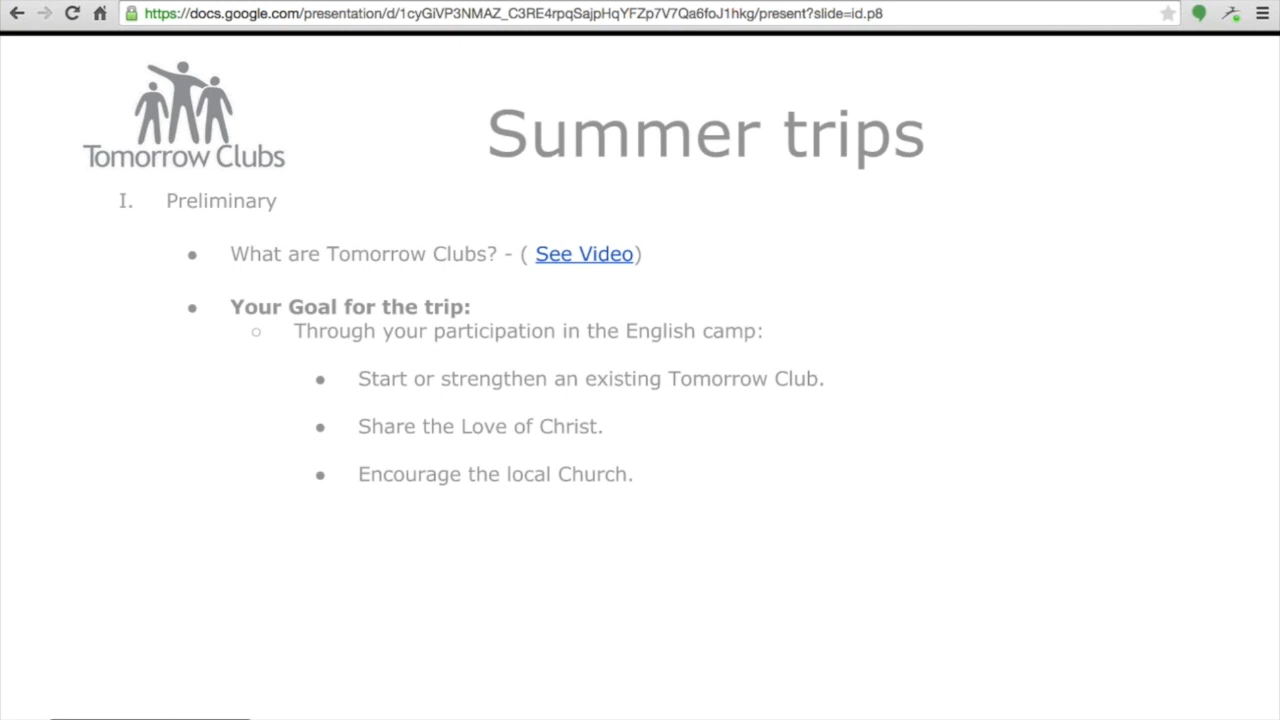 https://docs.google.com/presentation/d/1cyGiVP3NMAZ_C3RE4rpqSajpHqYFZp7V7Qa6foJ1hkg/present?slide=id.p8
Tomorrow Clubs
Summer trips
I. Preliminary
● What are Tomorrow Clubs? - ( See Video)
● Your Goal for the trip:
○ Through your participation in the English camp:
● Start or strengthen an existing Tomorrow Club.
● Share the Love of Christ.
● Encourage the local Church.